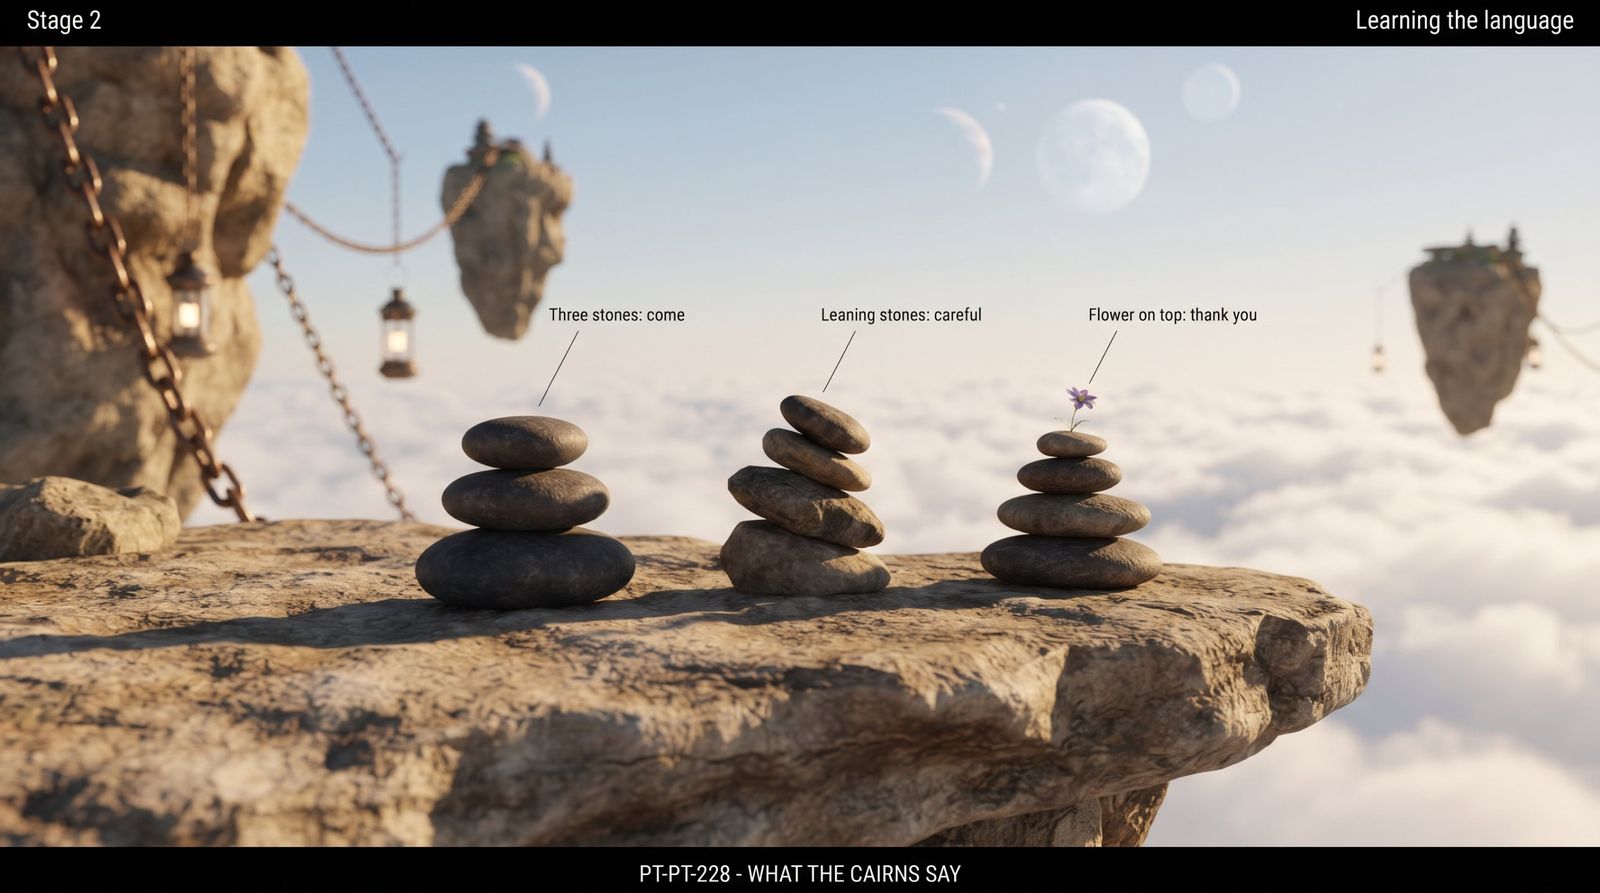 Stage 2
Learning the language
Three stones: come
Leaning stones: careful
Flower on top: thank you
PT-PT-228 - WHAT THE CAIRNS SAY